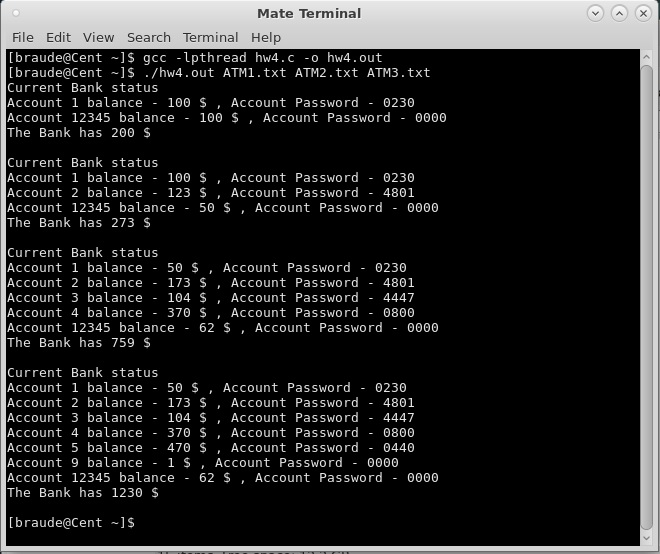 Mate Terminal
File Edit View Search Terminal Help
[braude@Cent ~]$ gcc -lpthread hw4.c -o hw4.out
[braude@Cent ~]$ ./hw4.out ATM1.txt ATM2.txt ATM3.txt
Current Bank status
Account 1 balance - 100 $ , Account Password - 0230
Account 12345 balance - 100 $ , Account Password - 0000
The Bank has 200 $

Current Bank status
Account 1 balance - 100 $ , Account Password - 0230
Account 2 balance - 123 $ , Account Password - 4801
Account 12345 balance - 50 $ , Account Password - 0000
The Bank has 273 $

Current Bank status
Account 1 balance - 50 $ , Account Password - 0230
Account 2 balance - 173 $ , Account Password - 4801
Account 3 balance - 104 $ , Account Password - 4447
Account 4 balance - 370 $ , Account Password - 0800
Account 12345 balance - 62 $ , Account Password - 0000
The Bank has 759 $

Current Bank status
Account 1 balance - 50 $ , Account Password - 0230
Account 2 balance - 173 $ , Account Password - 4801
Account 3 balance - 104 $ , Account Password - 4447
Account 4 balance - 370 $ , Account Password - 0800
Account 5 balance - 470 $ , Account Password - 0440
Account 9 balance - 1 $ , Account Password - 0000
Account 12345 balance - 62 $ , Account Password - 0000
The Bank has 1230 $

[braude@Cent ~]$